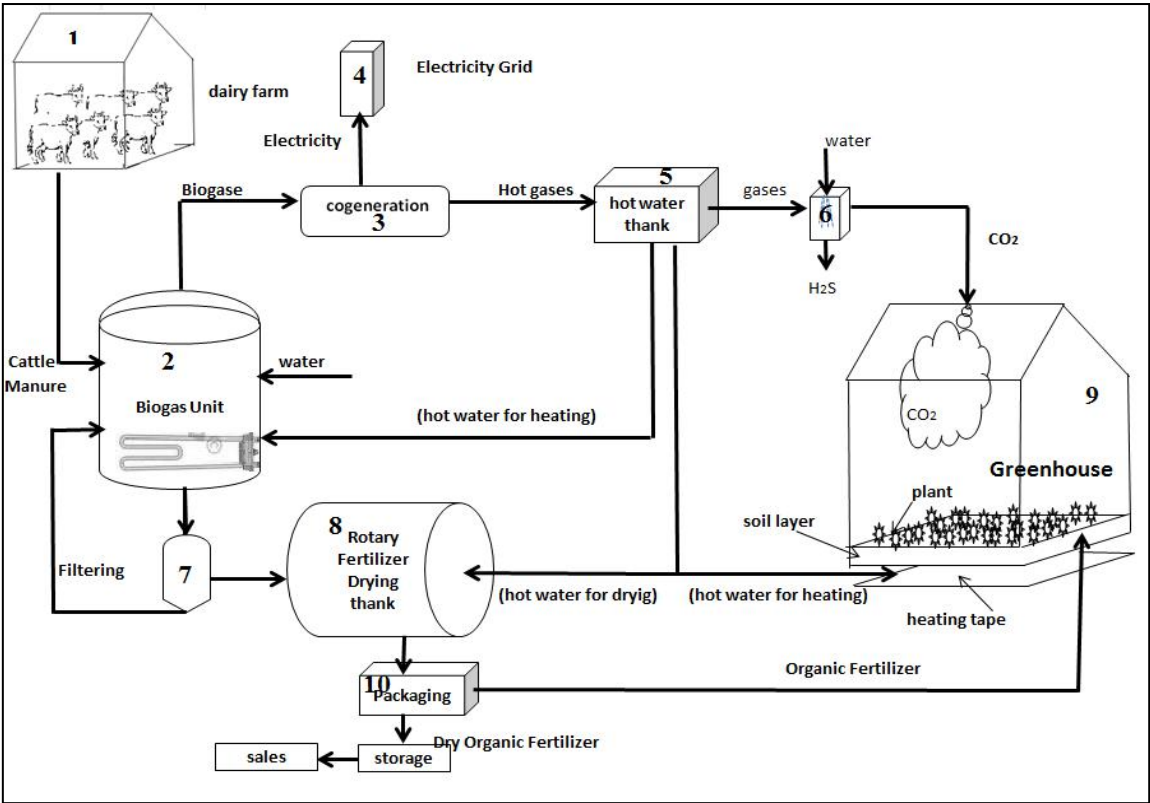 1
dairy farm
4
Electricity Grid
Electricity
Biogase
cogeneration
3
Hot gases
5
hot water
thank
gases
water
6
H2S
CO2
Cattle
Manure
2
Biogas Unit
water
(hot water for heating)
CO2
9
Greenhouse
plant
soil layer
heating tape
Filtering
7
8
Rotary
Fertilizer
Drying
thank
(hot water for dryig)
(hot water for heating)
10
Packaging
Organic Fertilizer
Dry Organic Fertilizer
sales
storage